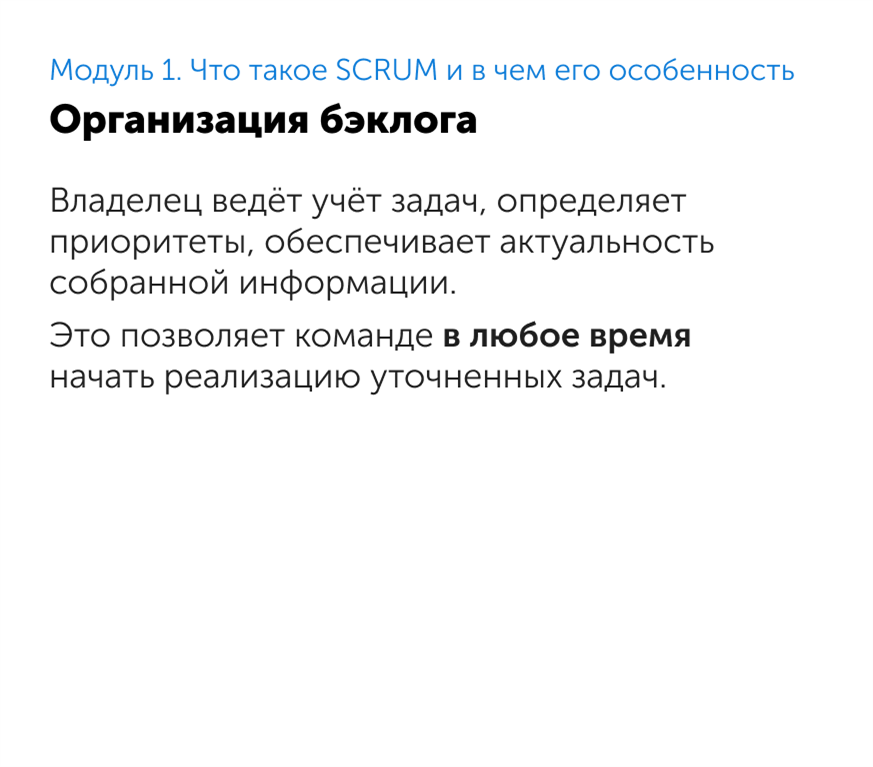 Модуль 1. Что такое SCRUM и в чем его особенность
Организация бэклога
Владелец ведёт учёт задач, определяет
приоритеты, обеспечивает актуальность
собранной информации.
Это позволяет команде в любое время
начать реализацию уточненных задач.